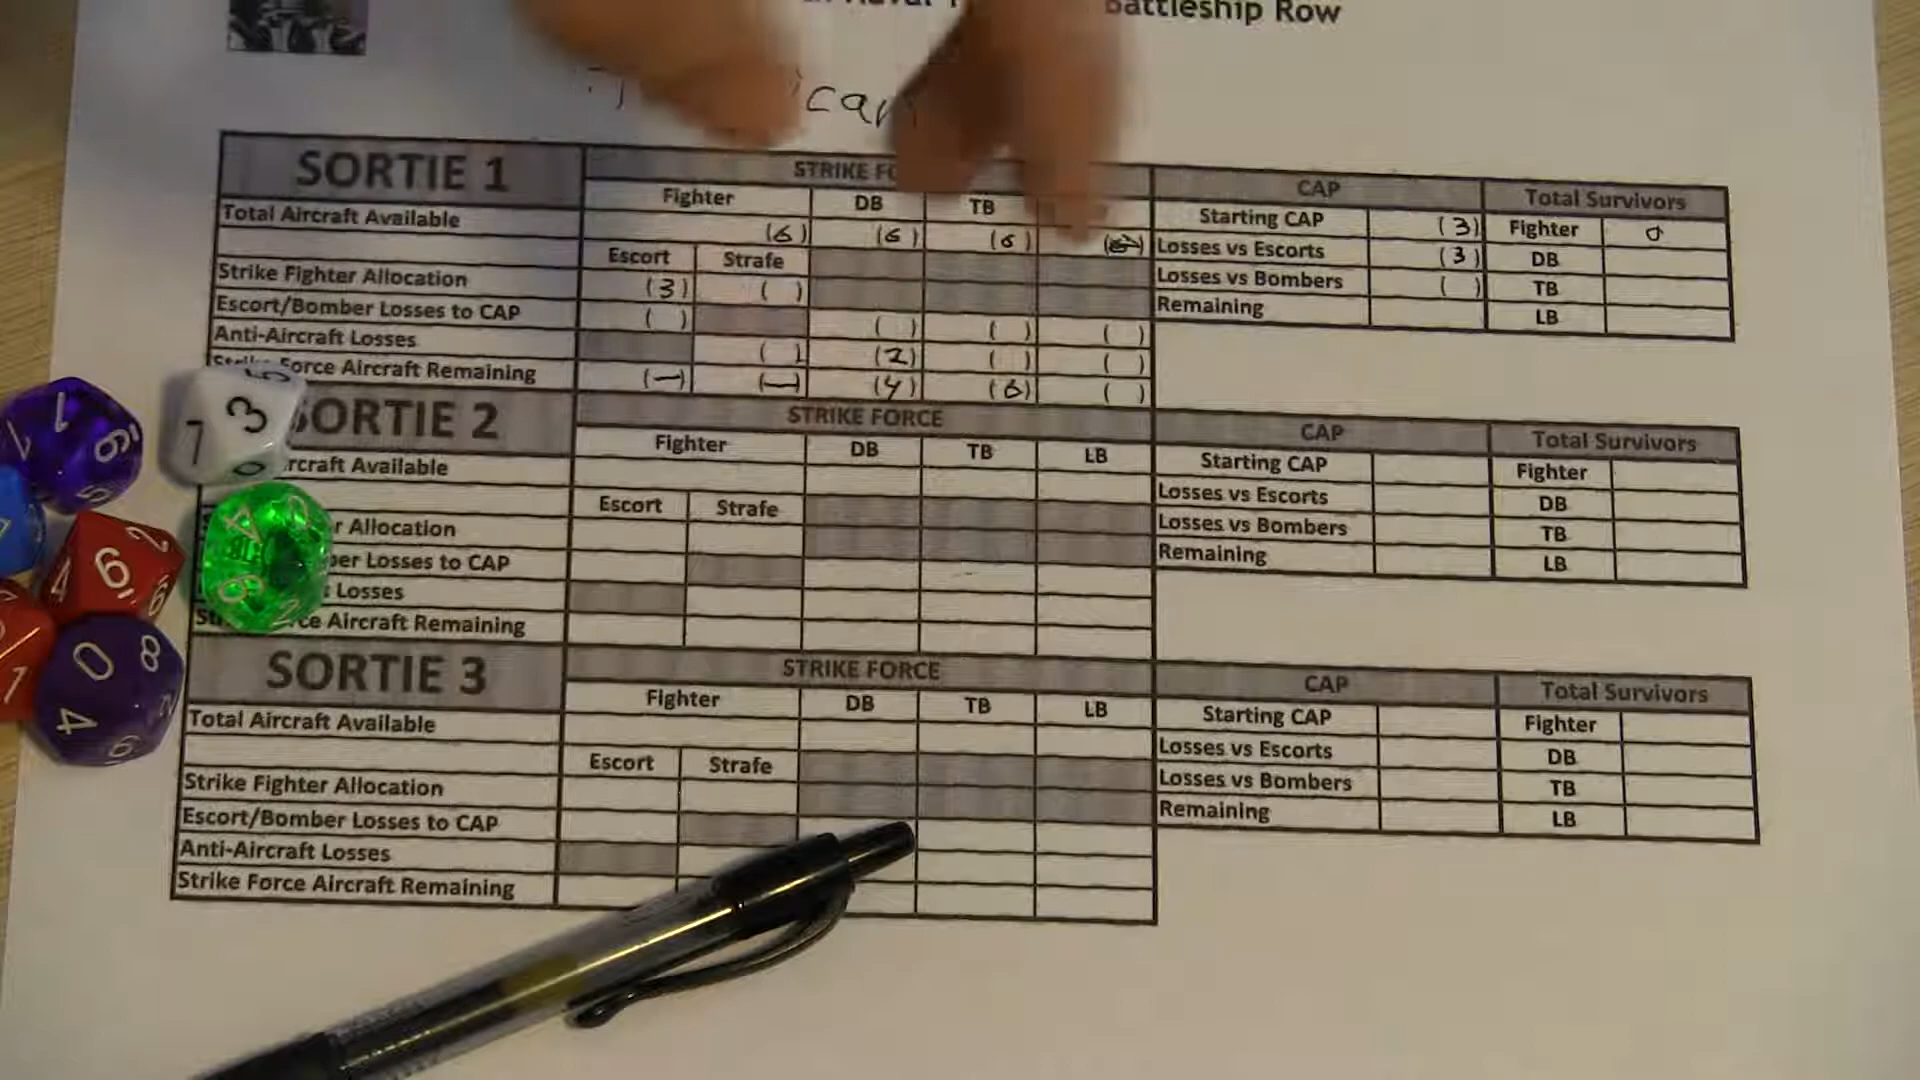 Battleship Row
SORTIE 1
STRIKE
CAP
Total Survivors
Fighter
DB
TB
Total Aircraft Available
(6)
(6)
(6)
Starting CAP
(3)
Fighter
0
Escort
Strafe
Losses vs Escorts
(3)
DB
Strike Fighter Allocation
(3)
( )
Losses vs Bombers
( )
TB
Escort/Bomber Losses to CAP
( )
( )
( )
( )
Remaining
LB
Anti-Aircraft Losses
( )
(2)
( )
( )
Force Aircraft Remaining
(—)
(—)
(4)
(6)
( )
SORTIE 2
STRIKE FORCE
CAP
Total Survivors
Fighter
DB
TB
LB
Aircraft Available
Starting CAP
Fighter
Escort
Strafe
Losses vs Escorts
DB
Allocation
Losses vs Bombers
TB
Losses to CAP
Remaining
LB
Losses
Aircraft Remaining
SORTIE 3
STRIKE FORCE
CAP
Total Survivors
Fighter
DB
TB
LB
Total Aircraft Available
Starting CAP
Fighter
Escort
Strafe
Losses vs Escorts
DB
Strike Fighter Allocation
Losses vs Bombers
TB
Escort/Bomber Losses to CAP
Remaining
LB
Anti-Aircraft Losses
Strike Force Aircraft Remaining